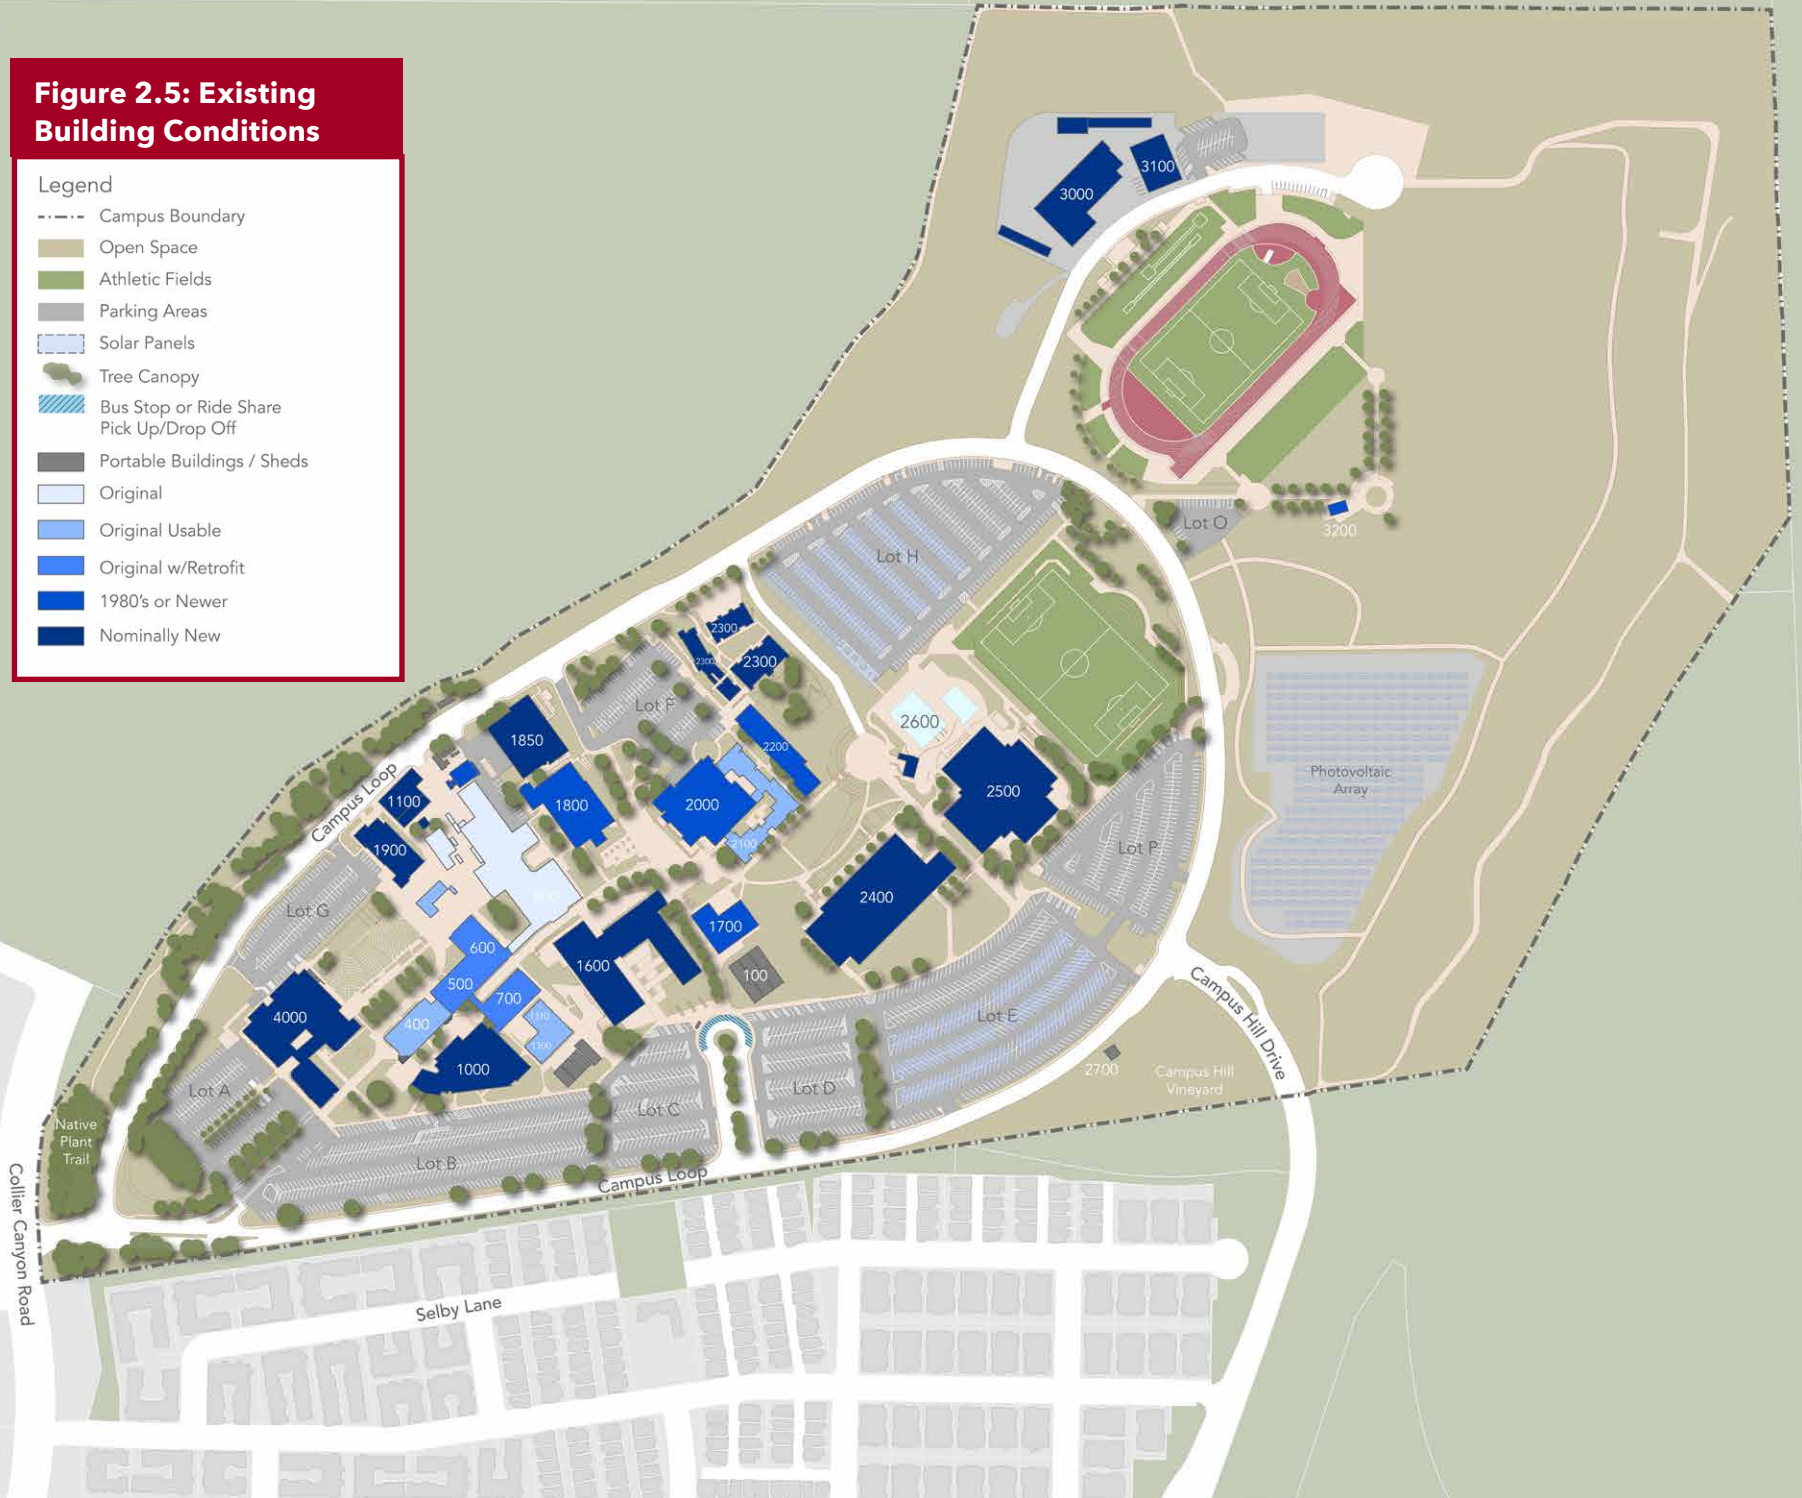 Figure 2.5: Existing
Building Conditions
Legend
Campus Boundary
Open Space
Athletic Fields
Parking Areas
Solar Panels
Tree Canopy
Bus Stop or Ride Share
Pick Up/Drop Off
Portable Buildings / Sheds
Original
Original Usable
Original w/Retrofit
1980's or Newer
Nominally New
3100
3000
Lot O
3200
Lot H
2300
2300
2300
Lot F
2600
1850
2200
Photovoltaic
Array
Campus Loop
1100
1800
2000
2500
1900
2100
Lot P
2400
Lot G
1700
600
1600
100
500
700
Campus Hill Drive
4000
400
1310
Lot E
1300
1000
2700
Campus Hill
Vineyard
Lot A
Lot D
Lot C
Native
Plant
Trail
Lot B
Campus Loop
Collier Canyon Road
Selby Lane